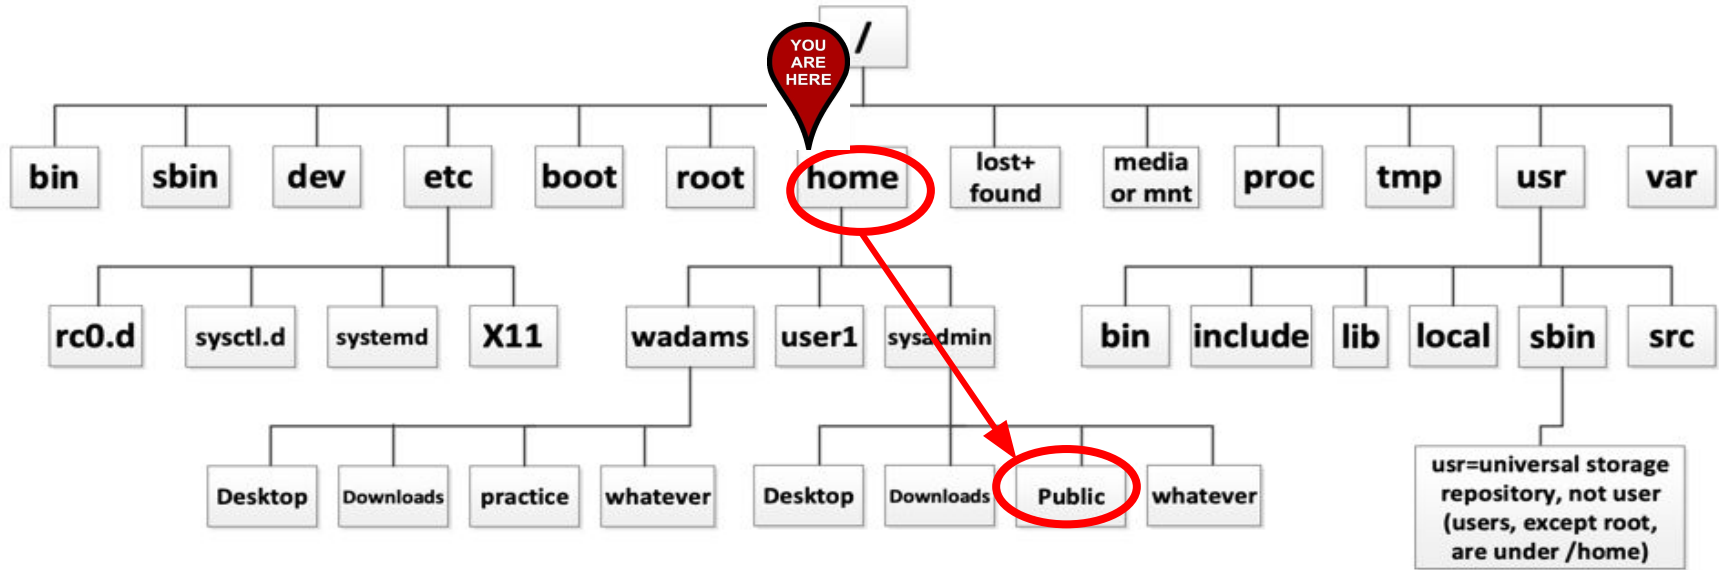 /
YOU
ARE
HERE
bin
sbin
dev
etc
boot
root
home
lost+
found
media
or mnt
proc
tmp
usr
var
rc0.d
sysctl.d
systemd
X11
wadams
user1
sysadmin
bin
include
lib
local
sbin
src
Desktop
Downloads
practice
whatever
Desktop
Downloads
Public
whatever
usr=universal storage
repository, not user
(users, except root,
are under /home)